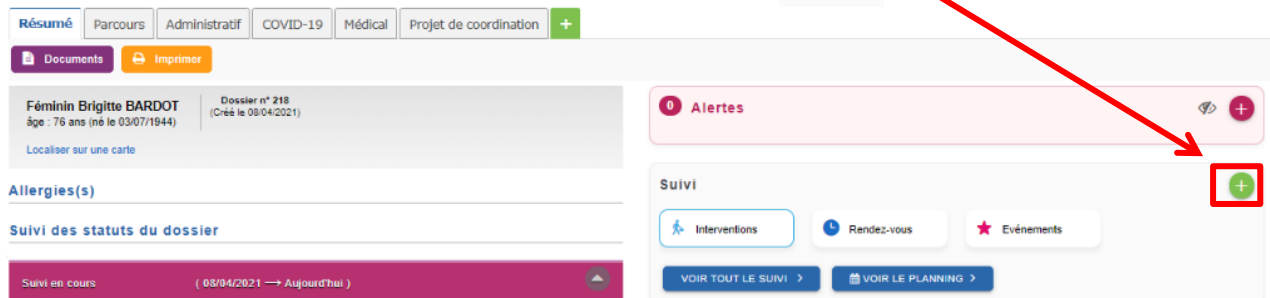 Résumé Parcours Administratif COVID-19 Médical Projet de coordination +
Documents Imprimer
Féminin Brigitte BARDOT
âge : 76 ans (né le 03/07/1944)
Dossier n° 218
(Créé le 08/04/2021)
Localiser sur une carte
Allergies(s)
Suivi des statuts du dossier
Suivi en cours ( 08/04/2021 → Aujourd'hui )
0 Alertes +
Suivi +
Interventions Rendez-vous Evénements
VOIR TOUT LE SUIVI > VOIR LE PLANNING >